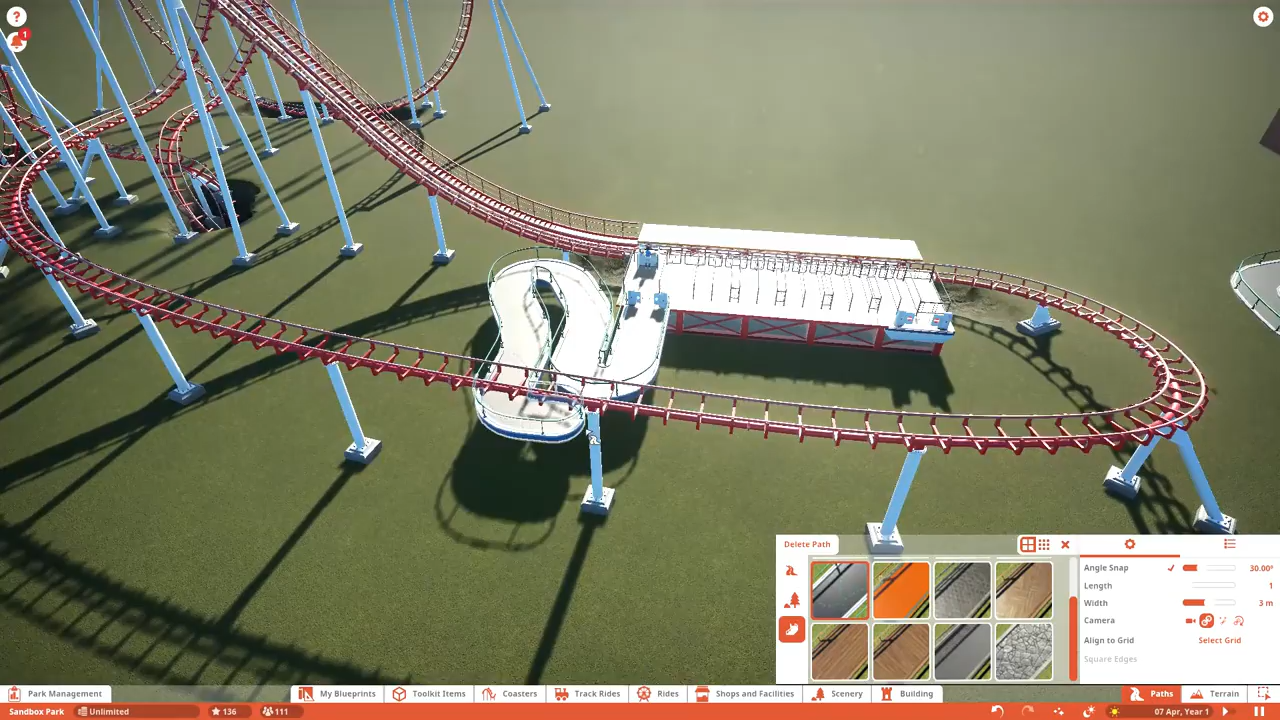 ?
1
Delete Path
Angle Snap 30.00°
Length 1
Width 3 m
Camera
Align to Grid Select Grid
Square Edges
Park Management
My Blueprints
Toolkit Items
Coasters
Track Rides
Rides
Shops and Facilities
Scenery
Building
Paths
Terrain
Sandbox Park
Unlimited
136
111
07 Apr, Year 1